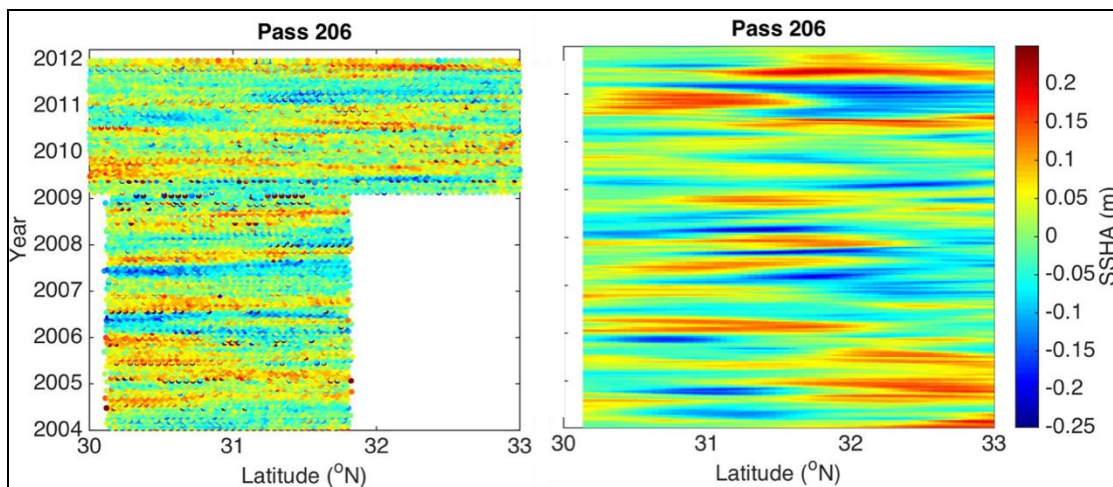 Pass 206
Pass 206
2012
2011
2010
2009
2008
2007
2006
2005
2004
Year
30 31 32 33
Latitude (°N)
30 31 32 33
Latitude (°N)
0.2
0.15
0.1
0.05
0
-0.05
-0.1
-0.15
-0.2
-0.25
SSHA (m)